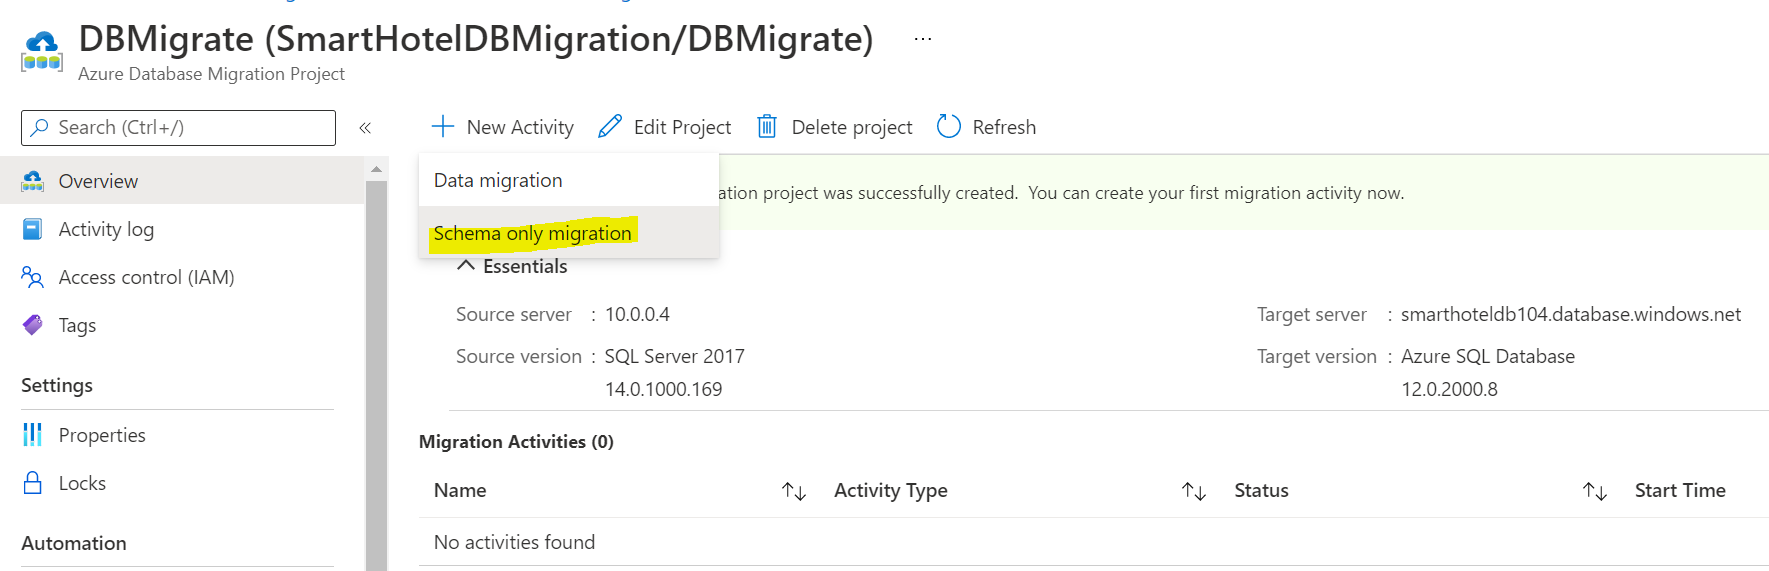 DBMigrate (SmartHotelDBMigration/DBMigrate) ...
Azure Database Migration Project
Search (Ctrl+/) «
New Activity Edit Project Delete project Refresh
Overview
Activity log
Access control (IAM)
Tags
Settings
Properties
Locks
Automation
Data migration
Schema only migration
project was successfully created. You can create your first migration activity now.
Essentials
Source server : 10.0.0.4
Target server : smarthoteldb104.database.windows.net
Source version : SQL Server 2017
14.0.1000.169
Target version : Azure SQL Database
12.0.2000.8
Migration Activities (0)
Name Activity Type Status Start Time
No activities found